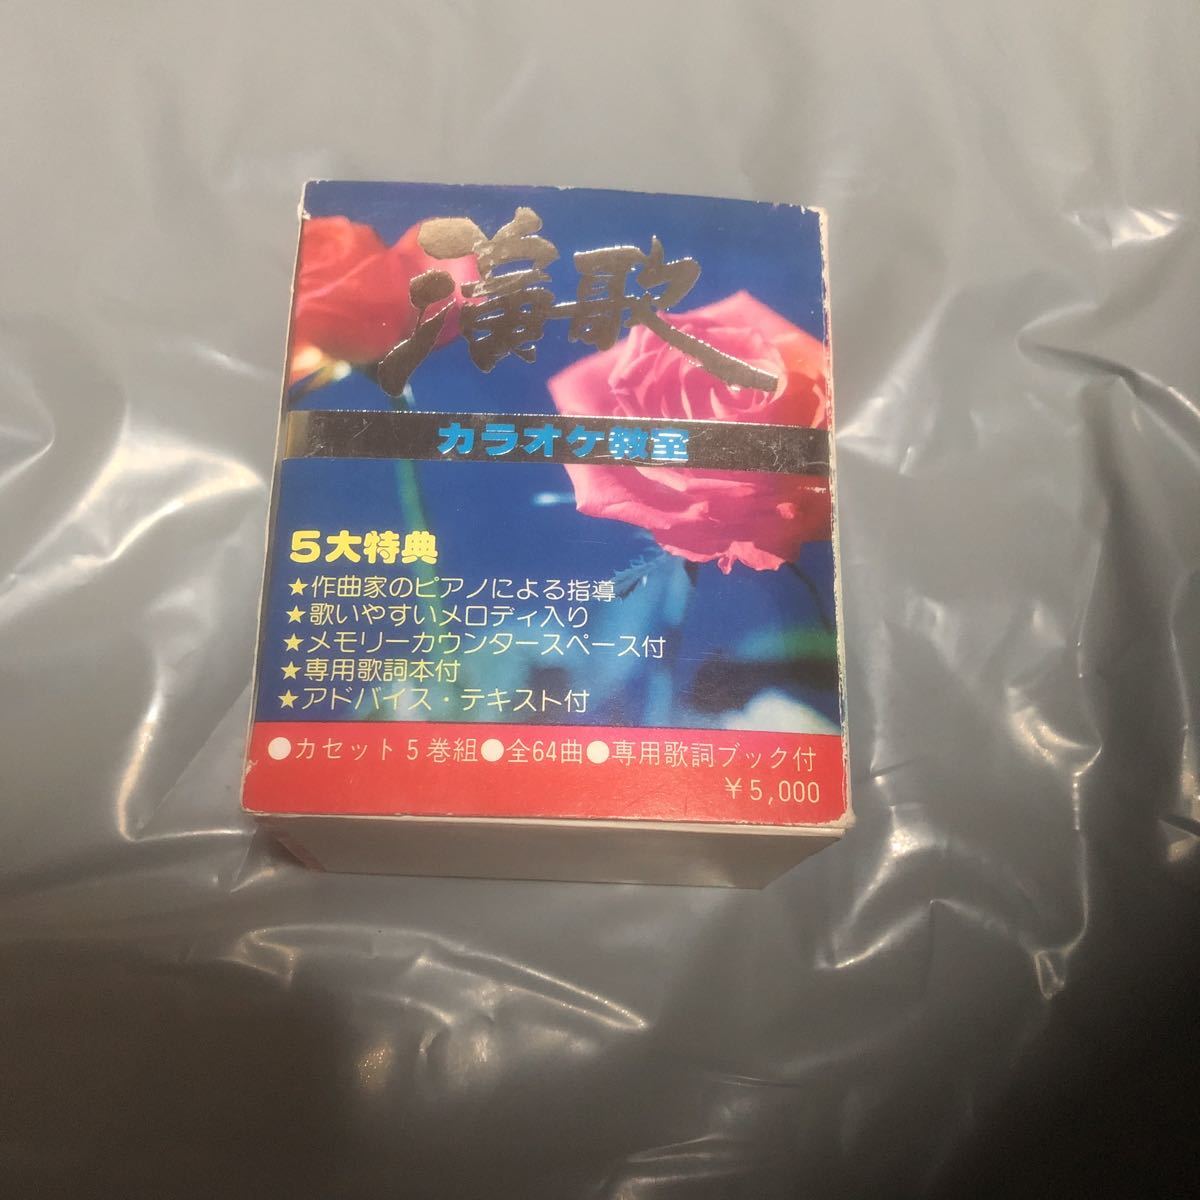 演歌
カラオケ教室
5大特典
★作曲家のピアノによる指導
★歌いやすいメロディ入り
★メモリーカウンタースペース付
★専用歌詞本付
★アドバイス・テキスト付
●カセット5巻組●全64曲●専用歌詞ブック付
￥5,000